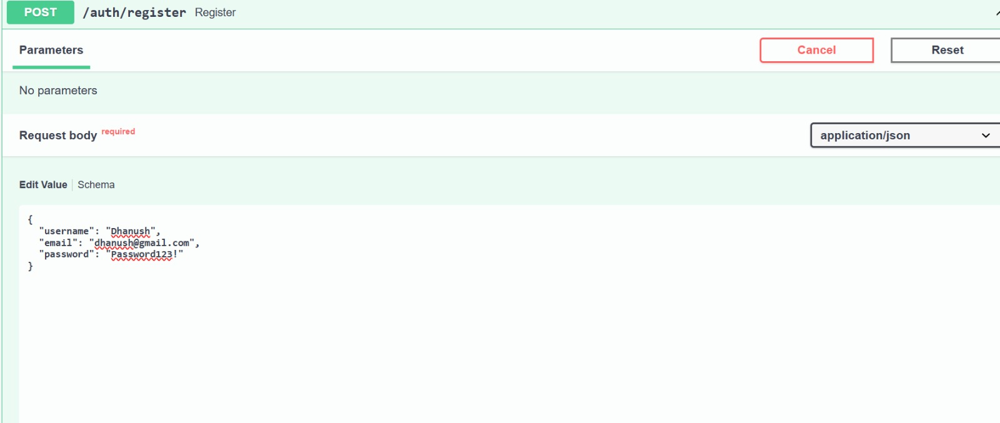 POST /auth/register Register
Parameters
Cancel
Reset
No parameters
Request body required
application/json
Edit Value Schema
{
"username": "Dhanush",
"email": "dhanush@gmail.com",
"password": "Password123!"
}